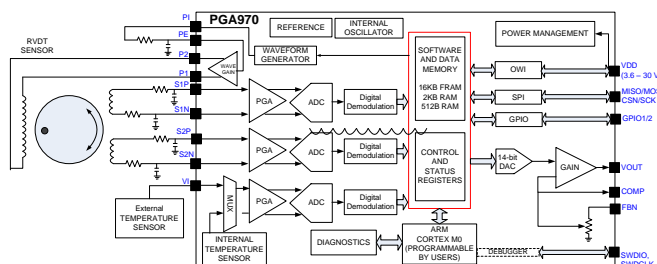 PI
PGA970
PE
RVDT
SENSOR
P2
P1
S1P
S1N
S2P
S2N
VI
WAVE
GAIN
REFERENCE
INTERNAL
OSCILLATOR
WAVEFORM
GENERATOR
POWER MANAGEMENT
SOFTWARE
AND DATA
MEMORY
16KB FRAM
2KB RAM
512B RAM
OWI
SPI
GPIO
VDD
(3.6 – 30 V
MISO/MOS
CSN/SCK
GPIO1/2
PGA
ADC
Digital
Demodulation
PGA
ADC
Digital
Demodulation
PGA
ADC
Digital
Demodulation
MUX
CONTROL
AND
STATUS
REGISTERS
14-bit
DAC
GAIN
VOUT
COMP
FBN
External
TEMPERATURE
SENSOR
INTERNAL
TEMPERATURE
SENSOR
DIAGNOSTICS
ARM
CORTEX M0
(PROGRAMMABLE
BY USERS)
DEBUGGER
SWDIO,
SWDCLK